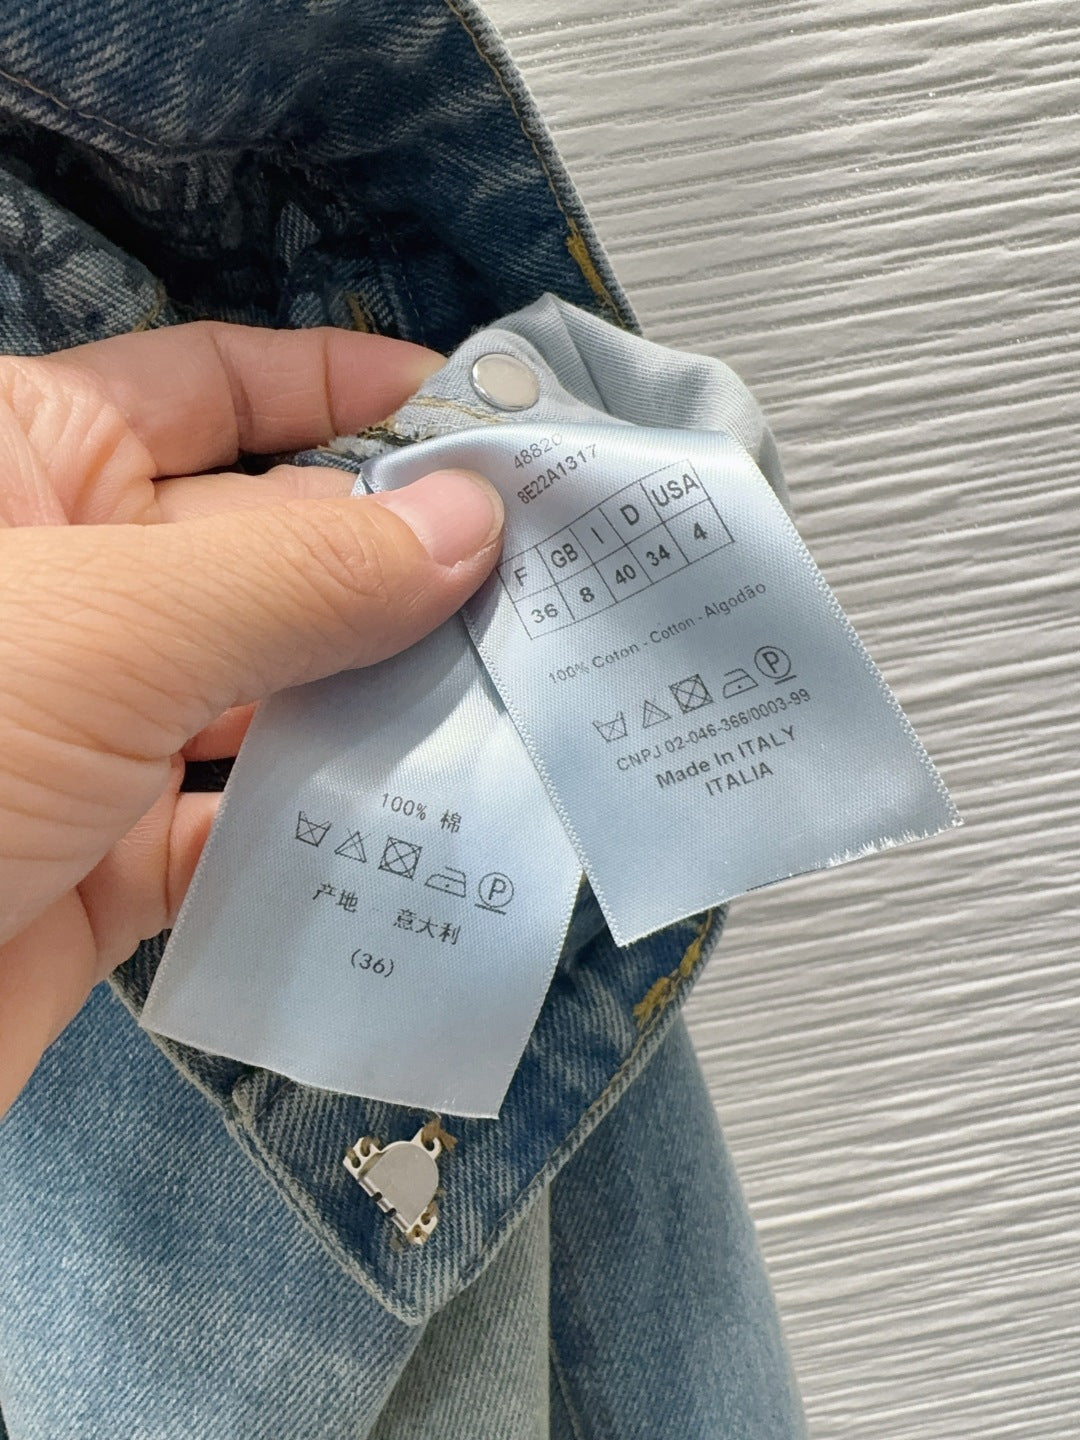 48820
8E22A1317
F GB I D USA
36 8 40 34 4
100% Coton - Cotton - Algodão
P
CNPJ 02-046-366/0003-99
Made In ITALY
ITALIA
100% 棉
P
产地 意大利
(36)